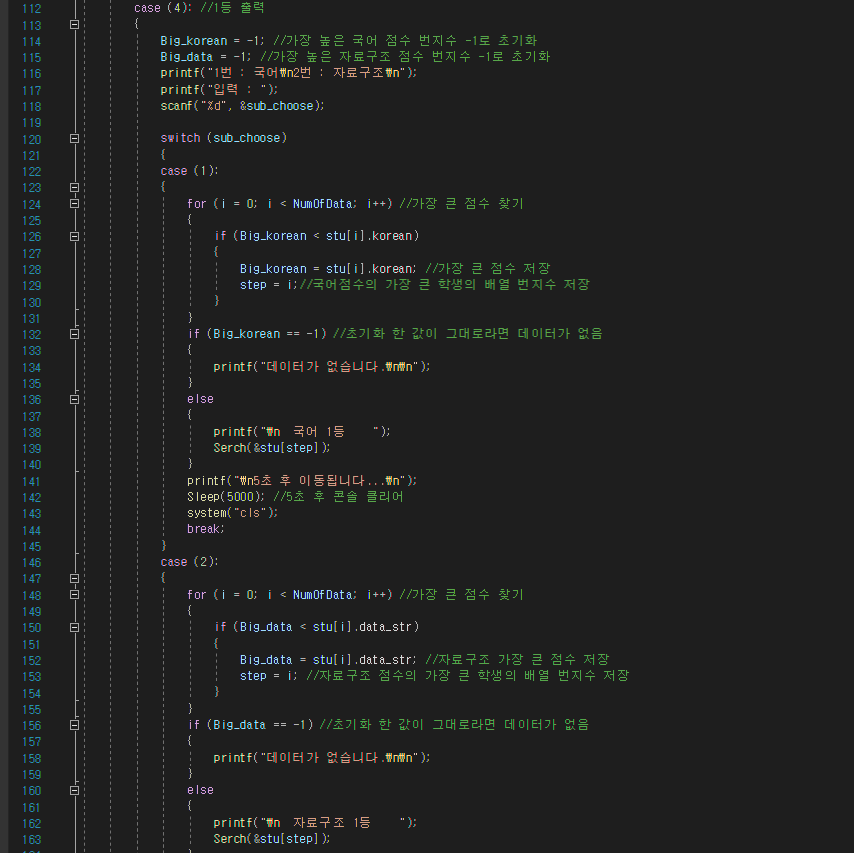 112 case (4): //1등 출력
113 {
114 Big_korean = -1; //가장 높은 국어 점수 번지수 -1로 초기화
115 Big_data = -1; //가장 높은 자료구조 점수 번지수 -1로 초기화
116 printf("1번 : 국어₩n2번 : 자료구조₩n");
117 printf("입력 : ");
118 scanf("%d", &sub_choose);
119
120 switch (sub_choose)
121 {
122 case (1):
123 {
124 for (i = 0; i < NumOfData; i++) //가장 큰 점수 찾기
125 {
126 if (Big_korean < stu[i].korean)
127 {
128 Big_korean = stu[i].korean; //가장 큰 점수 저장
129 step = i;//국어점수의 가장 큰 학생의 배열 번지수 저장
130 }
131 }
132 if (Big_korean == -1) //초기화 한 값이 그대로라면 데이터가 없음
133 {
134 printf("데이터가 없습니다.₩n₩n");
135 }
136 else
137 {
138 printf("₩n 국어 1등    ");
139 Serch(&stu[step]);
140 }
141 printf("₩n5초 후 이동됩니다...₩n");
142 Sleep(5000); //5초 후 콘솔 클리어
143 system("cls");
144 break;
145 }
146 case (2):
147 {
148 for (i = 0; i < NumOfData; i++) //가장 큰 점수 찾기
149 {
150 if (Big_data < stu[i].data_str)
151 {
152 Big_data = stu[i].data_str; //자료구조 가장 큰 점수 저장
153 step = i; //자료구조 점수의 가장 큰 학생의 배열 번지수 저장
154 }
155 }
156 if (Big_data == -1) //초기화 한 값이 그대로라면 데이터가 없음
157 {
158 printf("데이터가 없습니다.₩n₩n");
159 }
160 else
161 {
162 printf("₩n 자료구조 1등    ");
163 Serch(&stu[step]);